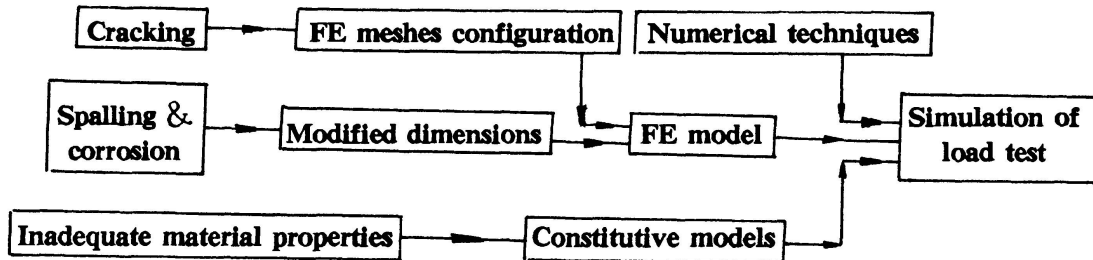 Cracking
FE meshes configuration
Numerical techniques
Spalling &
corrosion
Modified dimensions
FE model
Simulation of
load test
Inadequate material properties
Constitutive models